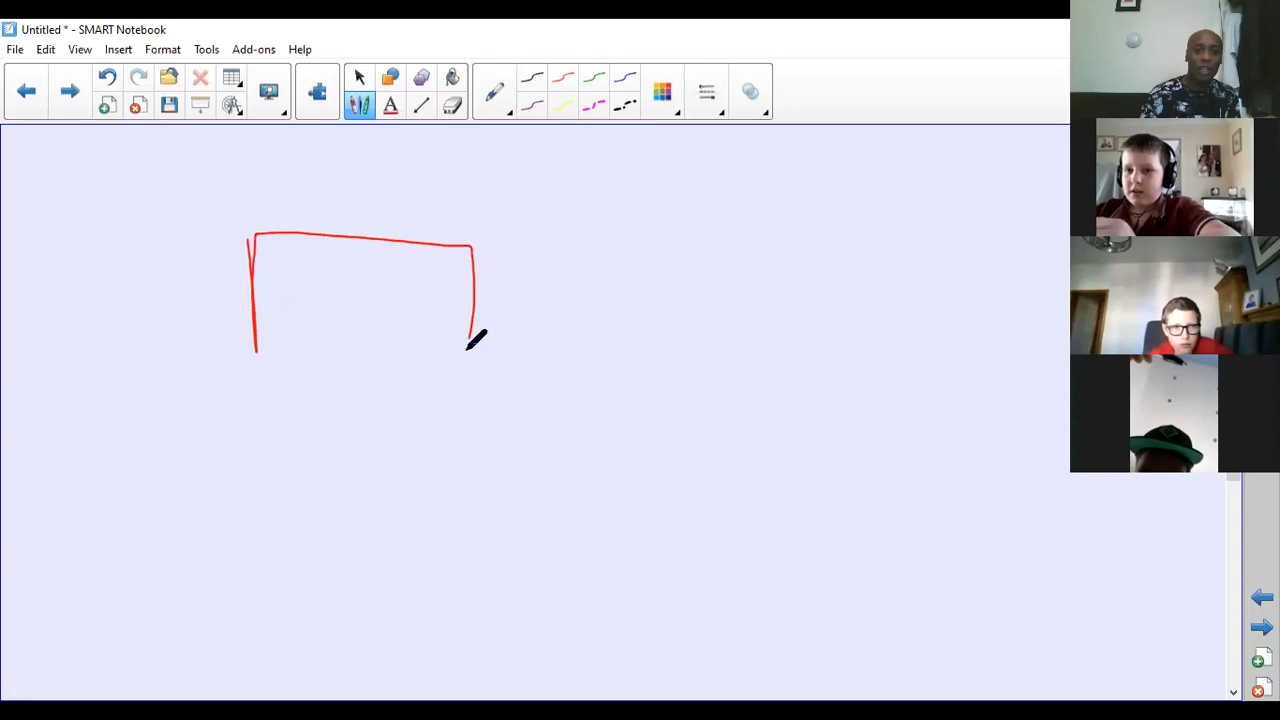 Untitled * - SMART Notebook
File Edit View Insert Format Tools Add-ons Help